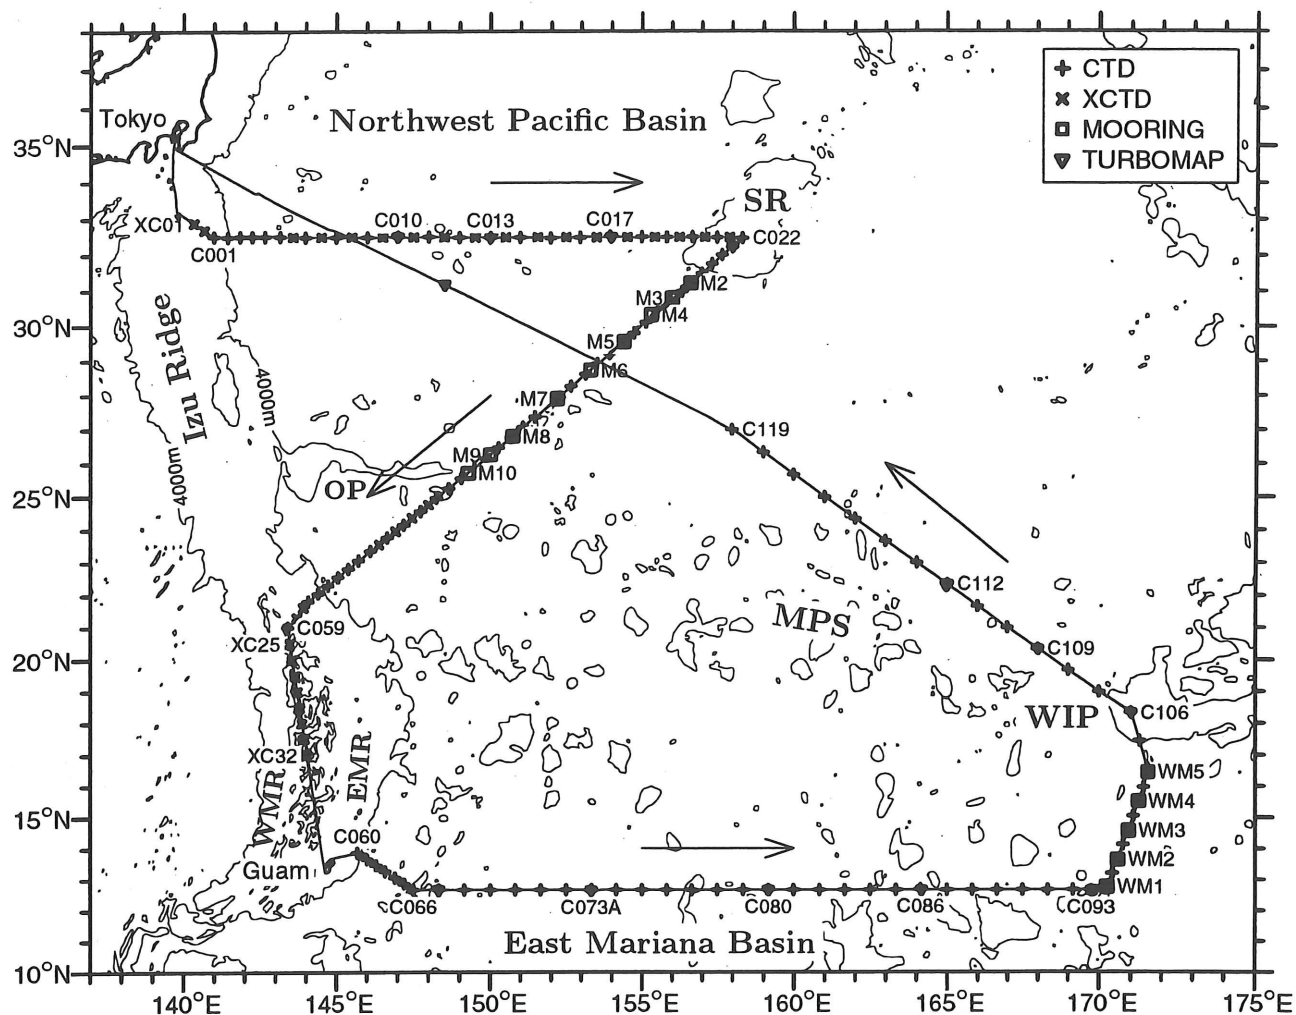 CTD
XCTD
MOORING
TURBOMAP
Tokyo
Northwest Pacific Basin
35°N
SR
XC01
C010
C013
C017
C022
C001
M2
M3
M4
30°N
M5
M6
Izu Ridge
4000m
M7
C119
M8
M9
M10
4000m
OP
25°N
C112
MPS
C059
XC25
C109
20°N
C106
WIP
XC32
WM5
EMR
WMR
WM4
15°N
C060
WM3
WM2
Guam
WM1
C066
C073A
C080
C086
C093
East Mariana Basin
10°N
140°E
145°E
150°E
155°E
160°E
165°E
170°E
175°E